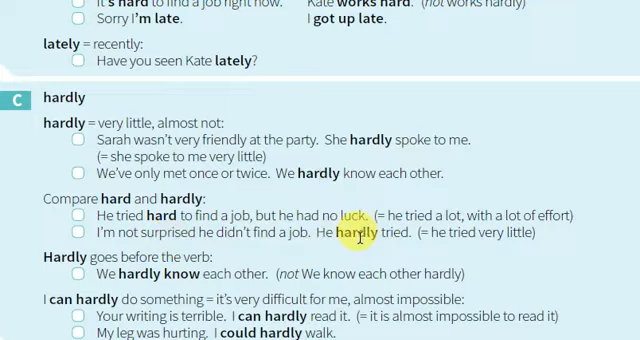 It's hard to find a job right now. Kate works hard. (not works hardly)
Sorry I'm late. I got up late.
lately = recently:
Have you seen Kate lately?
C hardly
hardly = very little, almost not:
Sarah wasn't very friendly at the party. She hardly spoke to me.
(= she spoke to me very little)
We've only met once or twice. We hardly know each other.
Compare hard and hardly:
He tried hard to find a job, but he had no luck. (= he tried a lot, with a lot of effort)
I'm not surprised he didn't find a job. He hardly tried. (= he tried very little)
Hardly goes before the verb:
We hardly know each other. (not We know each other hardly)
I can hardly do something = it's very difficult for me, almost impossible:
Your writing is terrible. I can hardly read it. (= it is almost impossible to read it)
My leg was hurting. I could hardly walk.